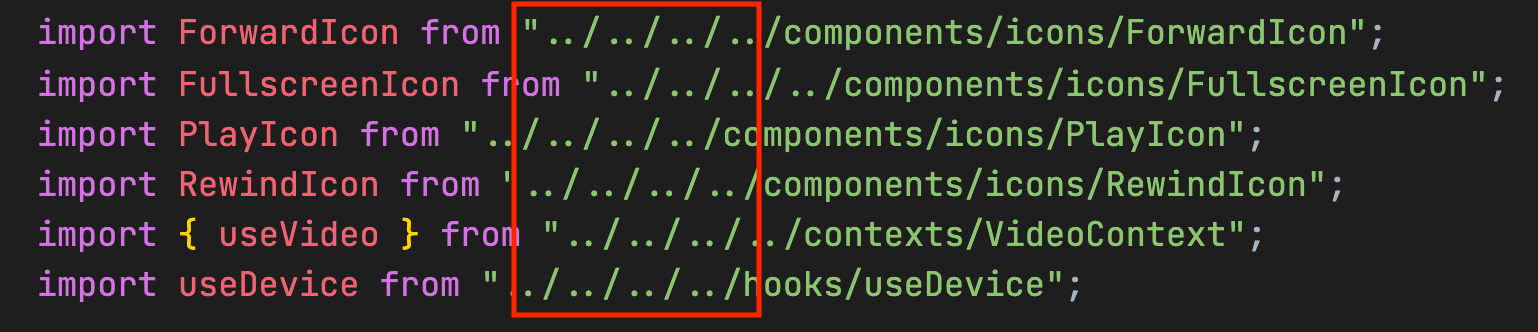 import ForwardIcon from "../../../../components/icons/ForwardIcon";
import FullscreenIcon from "../../../../components/icons/FullscreenIcon";
import PlayIcon from "../../../../components/icons/PlayIcon";
import RewindIcon from "../../../../components/icons/RewindIcon";
import { useVideo } from "../../../../contexts/VideoContext";
import useDevice from "../../../../hooks/useDevice";